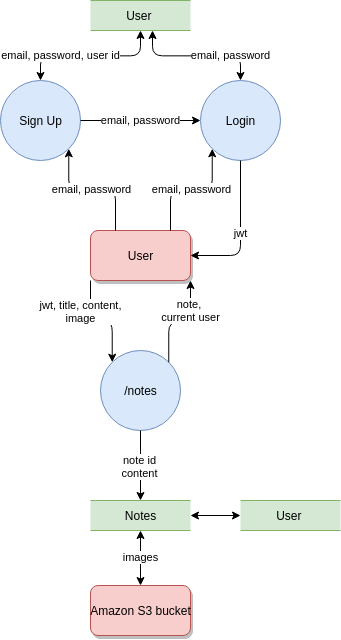 User
email, password, user id
email, password
Sign Up
email, password
Login
email, password
email, password
jwt
User
jwt, title, content,
image
note,
current user
/notes
note id
content
Notes
User
images
Amazon S3 bucket